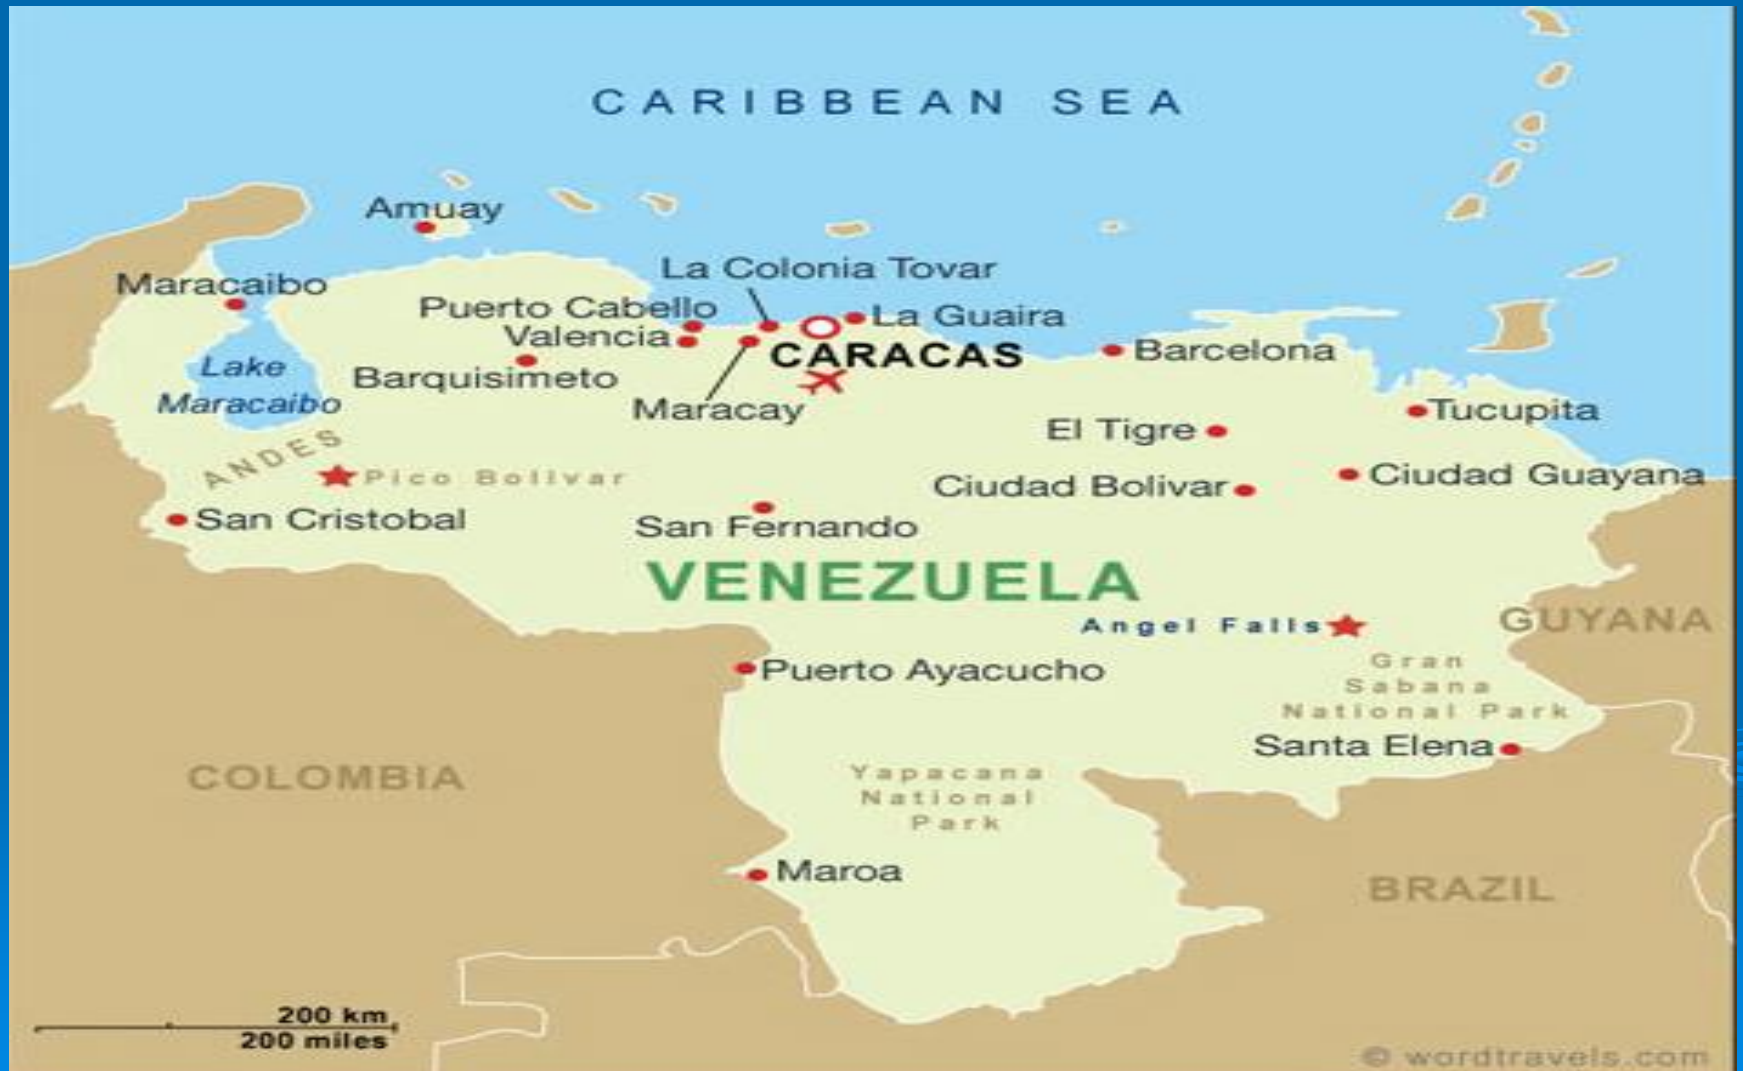 CARIBBEAN SEA
Amuay
Maracaibo
La Colonia Tovar
Puerto Cabello
La Guaira
Valencia
CARACAS
Barcelona
Lake
Maracaibo
Barquisimeto
Maracay
Tucupita
El Tigre
ANDES
Pico Bolivar
Ciudad Bolivar
Ciudad Guayana
San Cristobal
San Fernando
VENEZUELA
Angel Falls
GUYANA
Puerto Ayacucho
Gran
Sabana
National Park
Santa Elena
COLOMBIA
Yapacana
National
Park
Maroa
BRAZIL
200 km
200 miles
© wordtravels.com